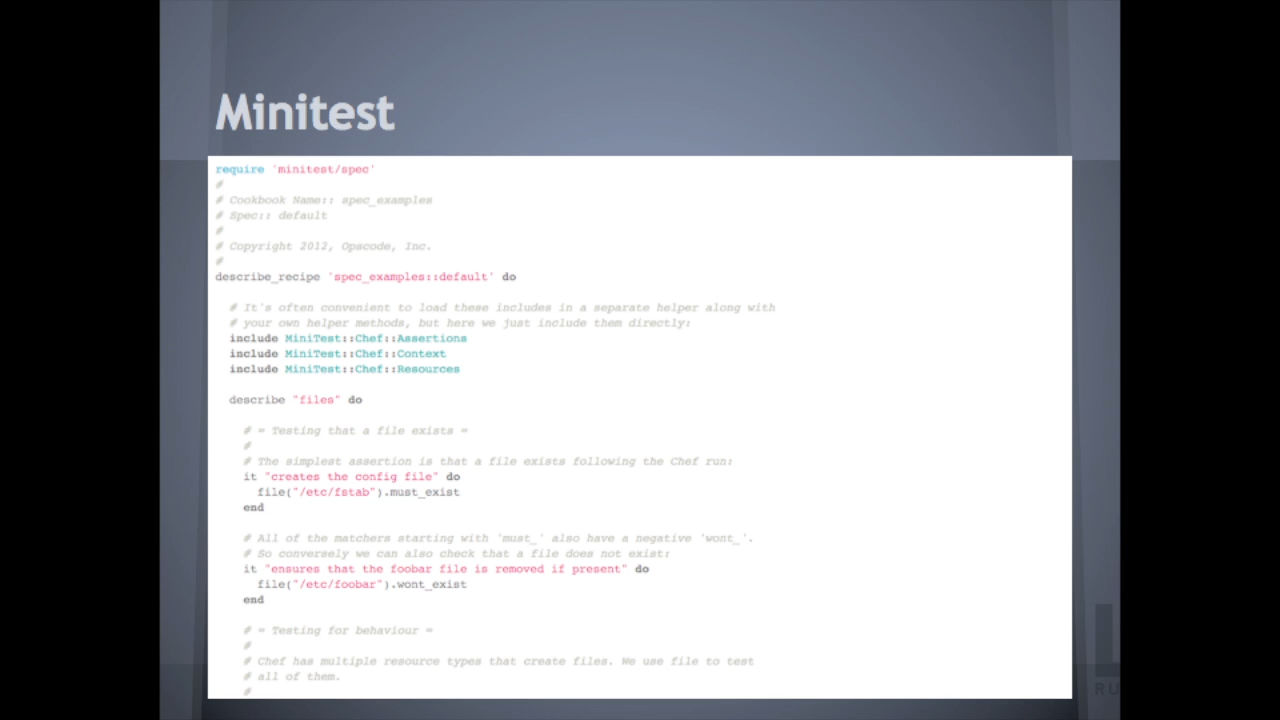 Minitest
require 'minitest/spec'
#
# Cookbook Name:: spec_examples
# Spec:: default
#
# Copyright 2012, Opscode, Inc.
#
describe_recipe 'spec_examples::default' do
# It's often convenient to load these includes in a separate helper along with
# your own helper methods, but here we just include them directly:
include MiniTest::Chef::Assertions
include MiniTest::Chef::Context
include MiniTest::Chef::Resources
describe "files" do
# = Testing that a file exists =
#
# The simplest assertion is that a file exists following the Chef run:
it "creates the config file" do
file("/etc/fstab").must_exist
end
# All of the matchers starting with 'must_' also have a negative 'wont_'.
# So conversely we can also check that a file does not exist:
it "ensures that the foobar file is removed if present" do
file("/etc/foobar").wont_exist
end
# = Testing for behaviour =
#
# Chef has multiple resource types that create files. We use file to test
# all of them.
#